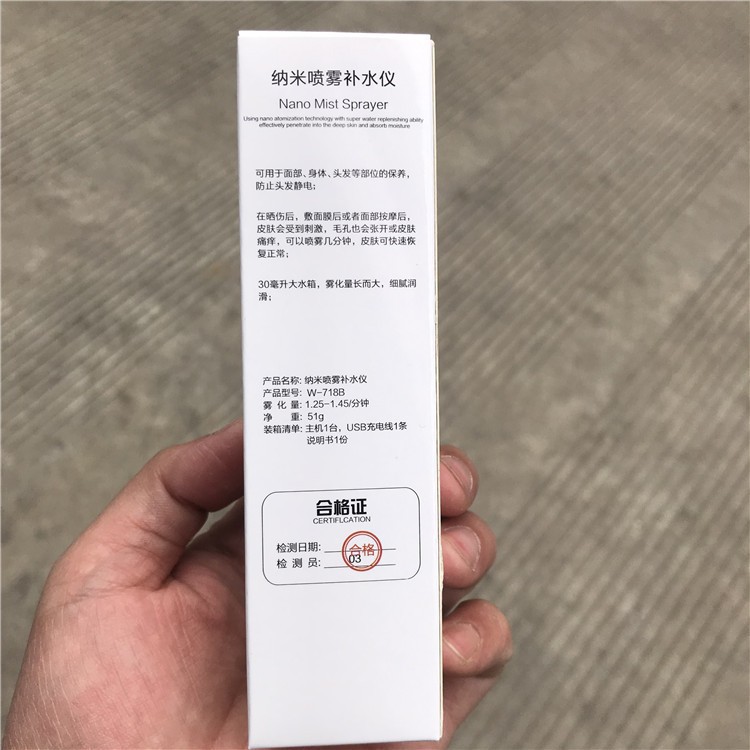 纳米喷雾补水仪
Nano Mist Sprayer
Using nano atomization technology with super water replenishing ability
effectively penetrate into the deep skin and absorb moisture
可用于面部、身体、头发等部位的保养，
防止头发静电；
在晒伤后，敷面膜后或者面部按摩后，
皮肤会受到刺激，毛孔也会张开或皮肤
痛痒，可以喷雾几分钟，皮肤可快速恢
复正常；
30毫升大水箱，雾化量长而大，细腻润
滑；
产品名称: 纳米喷雾补水仪
产品型号: W-718B
雾 化 量: 1.25-1.45/分钟
净 重: 51g
装箱清单: 主机1台，USB充电线1条
说明书1份
合格证
CERTIFLCATION
检测日期:
合格
检 测 员:
03